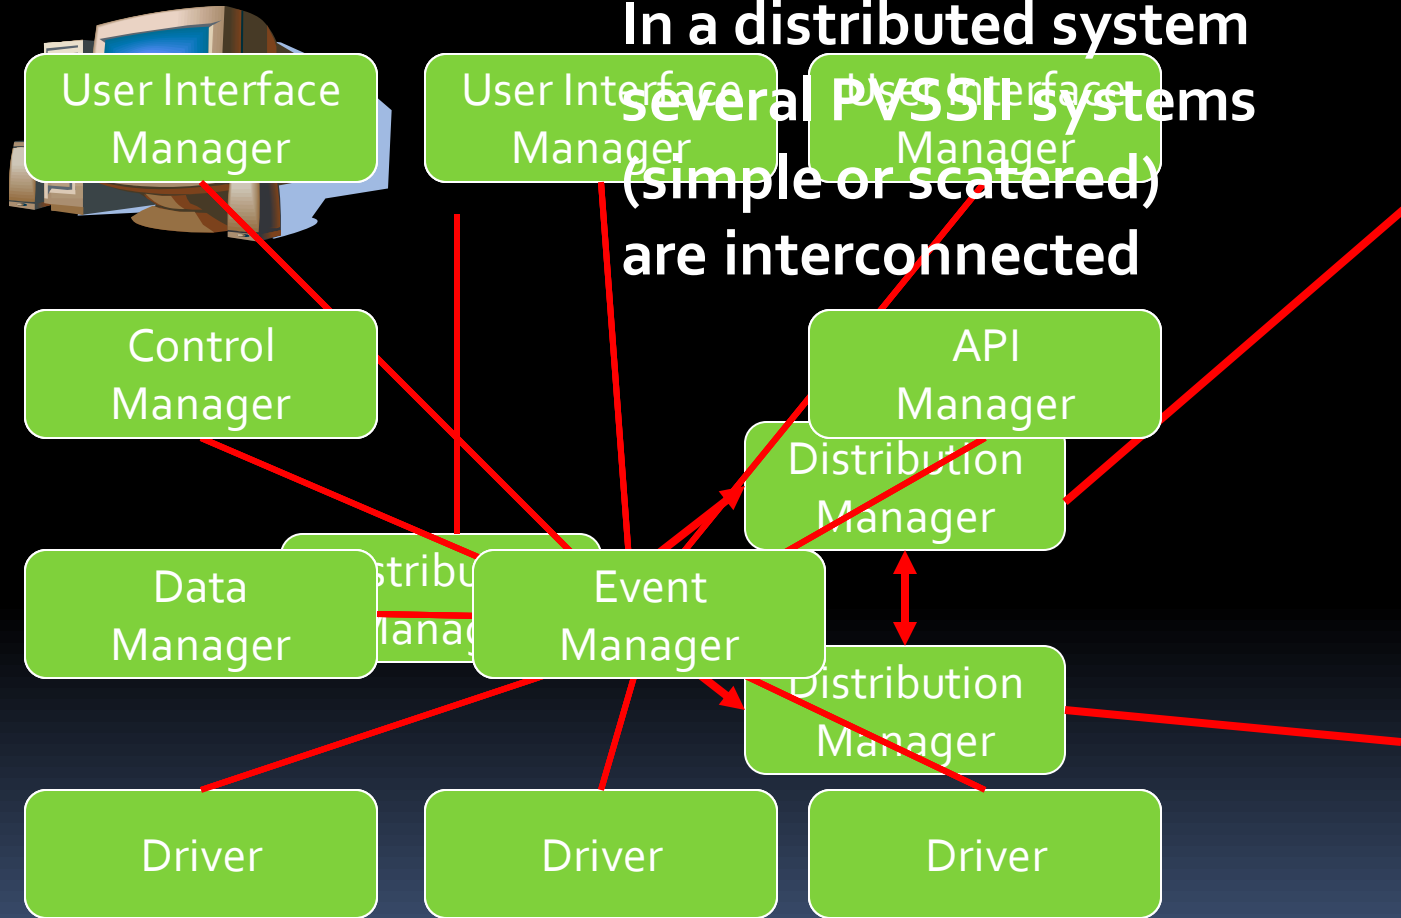 In a distributed system
several PVSSII systems
(simple or scatered)
are interconnected
User Interface
Manager
User Interface
Manager
User Interface
Manager
Control
Manager
API
Manager
Distribution
Manager
Data
Manager
Event
Manager
Distribution
Manager
Driver
Driver
Driver